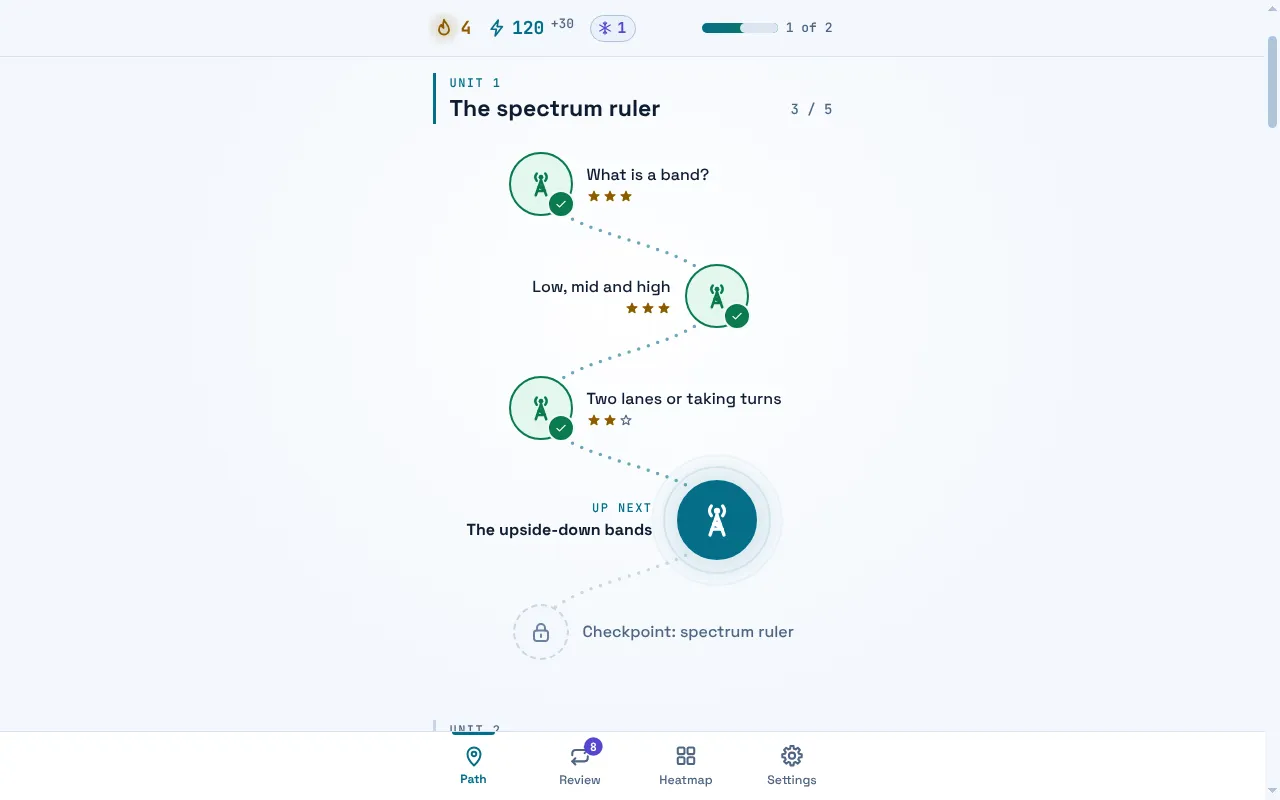 4 120 +30 1 1 of 2
UNIT 1
The spectrum ruler 3 / 5
What is a band?
Low, mid and high
Two lanes or taking turns
UP NEXT
The upside-down bands
Checkpoint: spectrum ruler
UNIT 2
8
Path Review Heatmap Settings